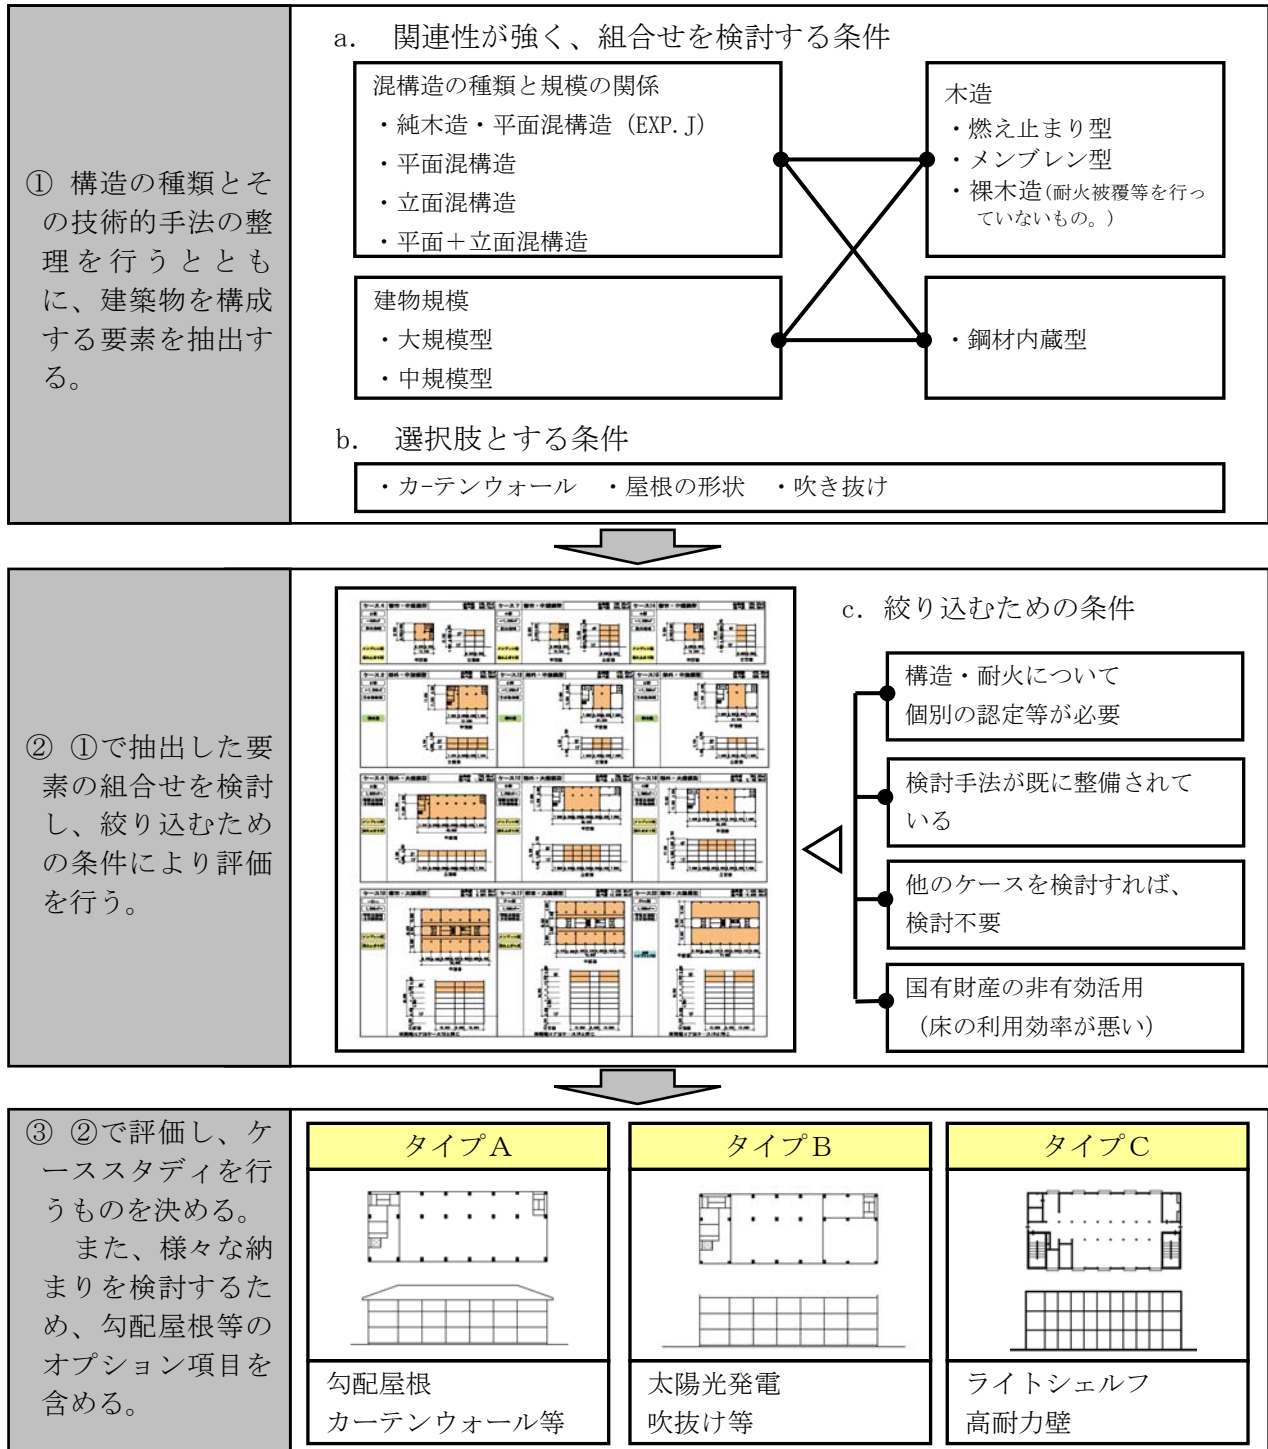 ① 構造の種類とそ
の技術的手法の整
理を行うととも
に、建築物を構成
する要素を抽出す
る。
a. 関連性が強く、組合せを検討する条件
混構造の種類と規模の関係
・純木造・平面混構造 (EXP.J)
・平面混構造
・立面混構造
・平面＋立面混構造
木造
・燃え止まり型
・メンブレン型
・裸木造(耐火被覆等を行っ
ていないもの。)
建物規模
・大規模型
・中規模型
・鋼材内蔵型
b. 選択肢とする条件
・カｰテンウォール ・屋根の形状 ・吹き抜け
② ①で抽出した要
素の組合せを検討
し、絞り込むため
の条件により評価
を行う。
c. 絞り込むための条件
構造・耐火について
個別の認定等が必要
検討手法が既に整備されて
いる
他のケースを検討すれば、
検討不要
国有財産の非有効活用
（床の利用効率が悪い）
③ ②で評価し、ケ
ーススタディを行
うものを決める。
また、様々な納
まりを検討するた
め、勾配屋根等の
オプション項目を
含める。
タイプＡ
勾配屋根
カーテンウォール等
タイプＢ
太陽光発電
吹抜け等
タイプＣ
ライトシェルフ
高耐力壁